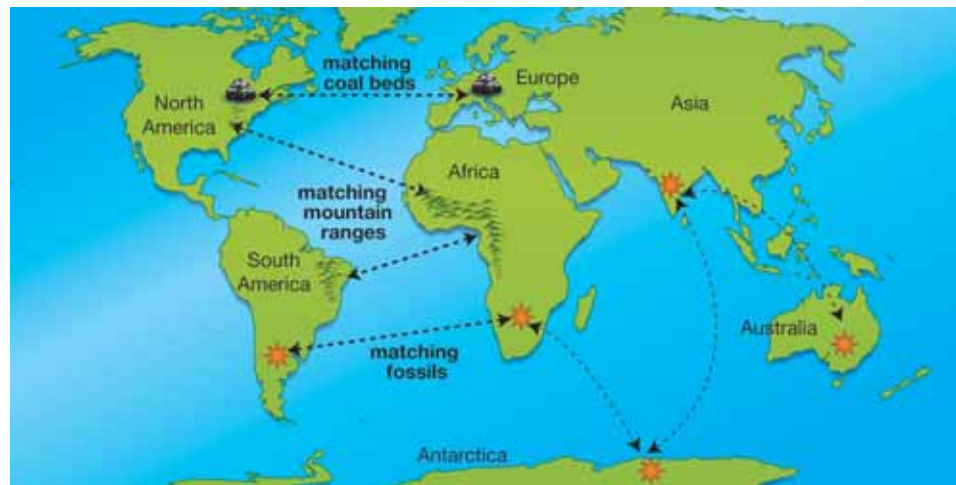 matching
coal beds
Europe
North
America
Asia
Africa
matching
mountain
ranges
South
America
Australia
matching
fossils
Antarctica